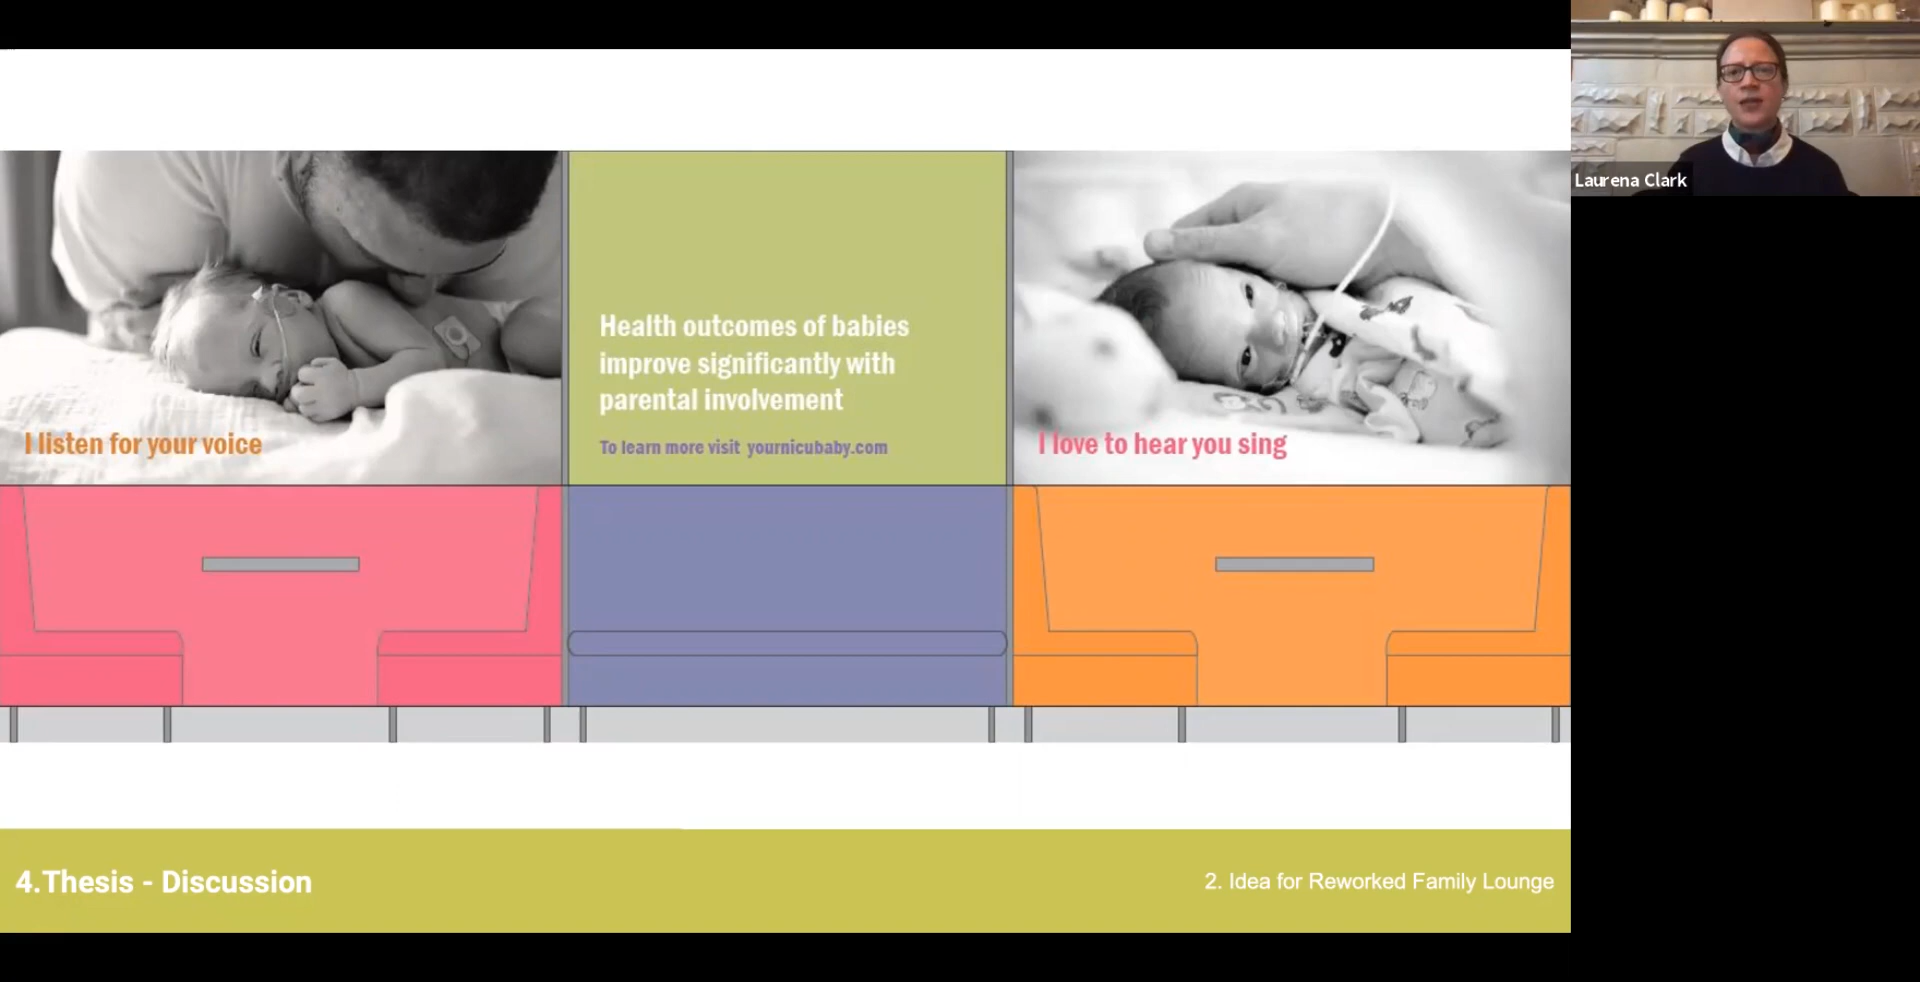 Laurena Clark
Health outcomes of babies
improve significantly with
parental involvement
To learn more visit yournicubaby.com
I listen for your voice
I love to hear you sing
4.Thesis - Discussion
2. Idea for Reworked Family Lounge